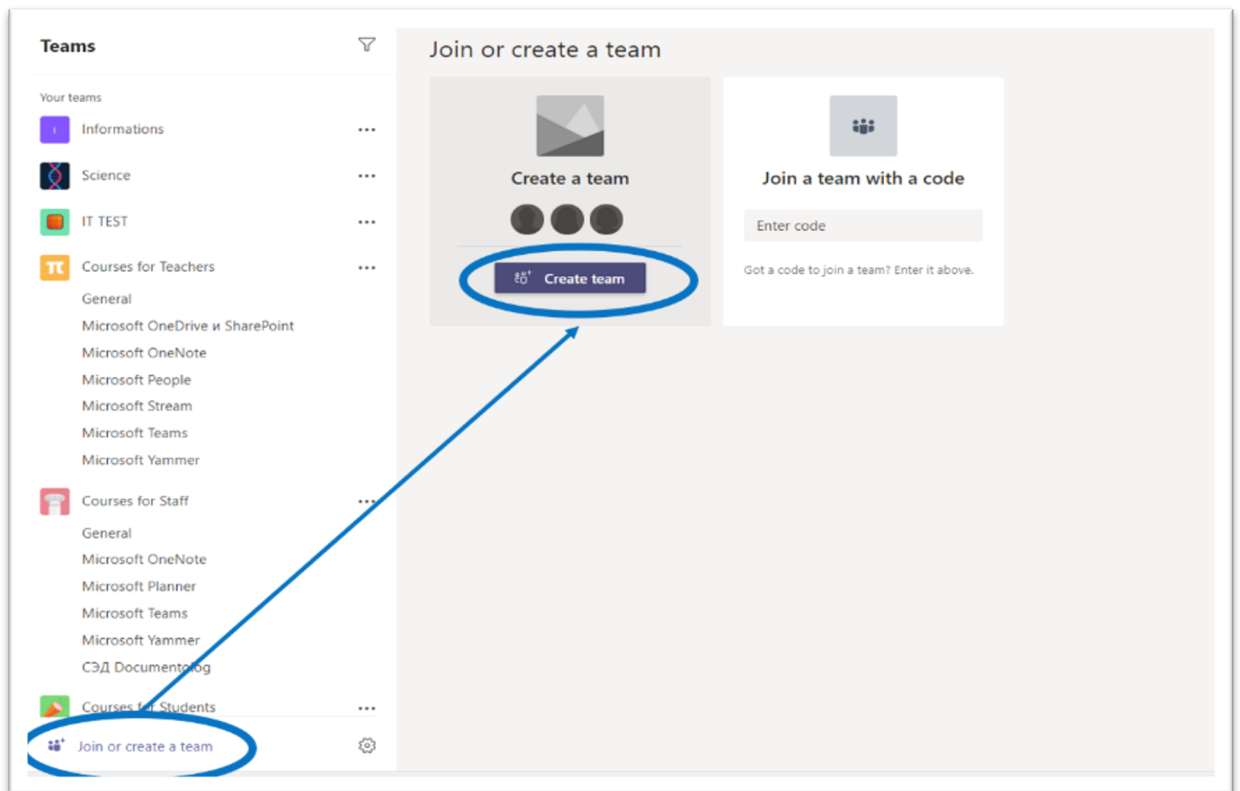 Teams
Your teams
I Informations
Science
IT TEST
Courses for Teachers
General
Microsoft OneDrive и SharePoint
Microsoft OneNote
Microsoft People
Microsoft Stream
Microsoft Teams
Microsoft Yammer
Courses for Staff
General
Microsoft OneNote
Microsoft Planner
Microsoft Teams
Microsoft Yammer
СЭД Documentolog
Courses for Students
Join or create a team
Join or create a team
Create a team
Create team
Join a team with a code
Enter code
Got a code to join a team? Enter it above.